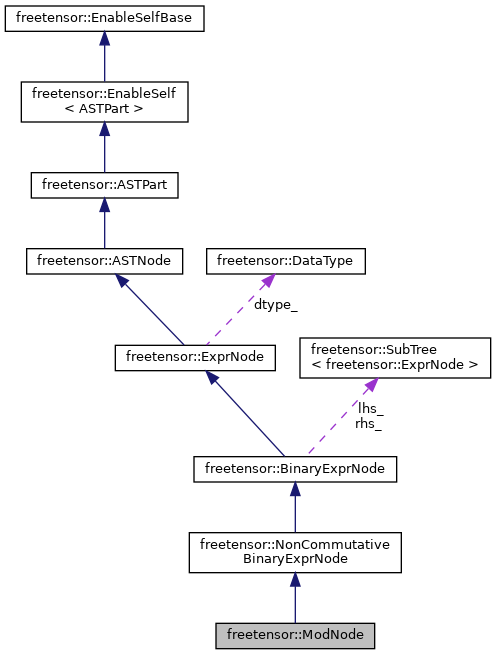 freetensor::EnableSelfBase
freetensor::EnableSelf
< ASTPart >
freetensor::ASTPart
freetensor::ASTNode
freetensor::DataType
dtype_
freetensor::ExprNode
freetensor::SubTree
< freetensor::ExprNode >
lhs_
rhs_
freetensor::BinaryExprNode
freetensor::NonCommutative
BinaryExprNode
freetensor::ModNode